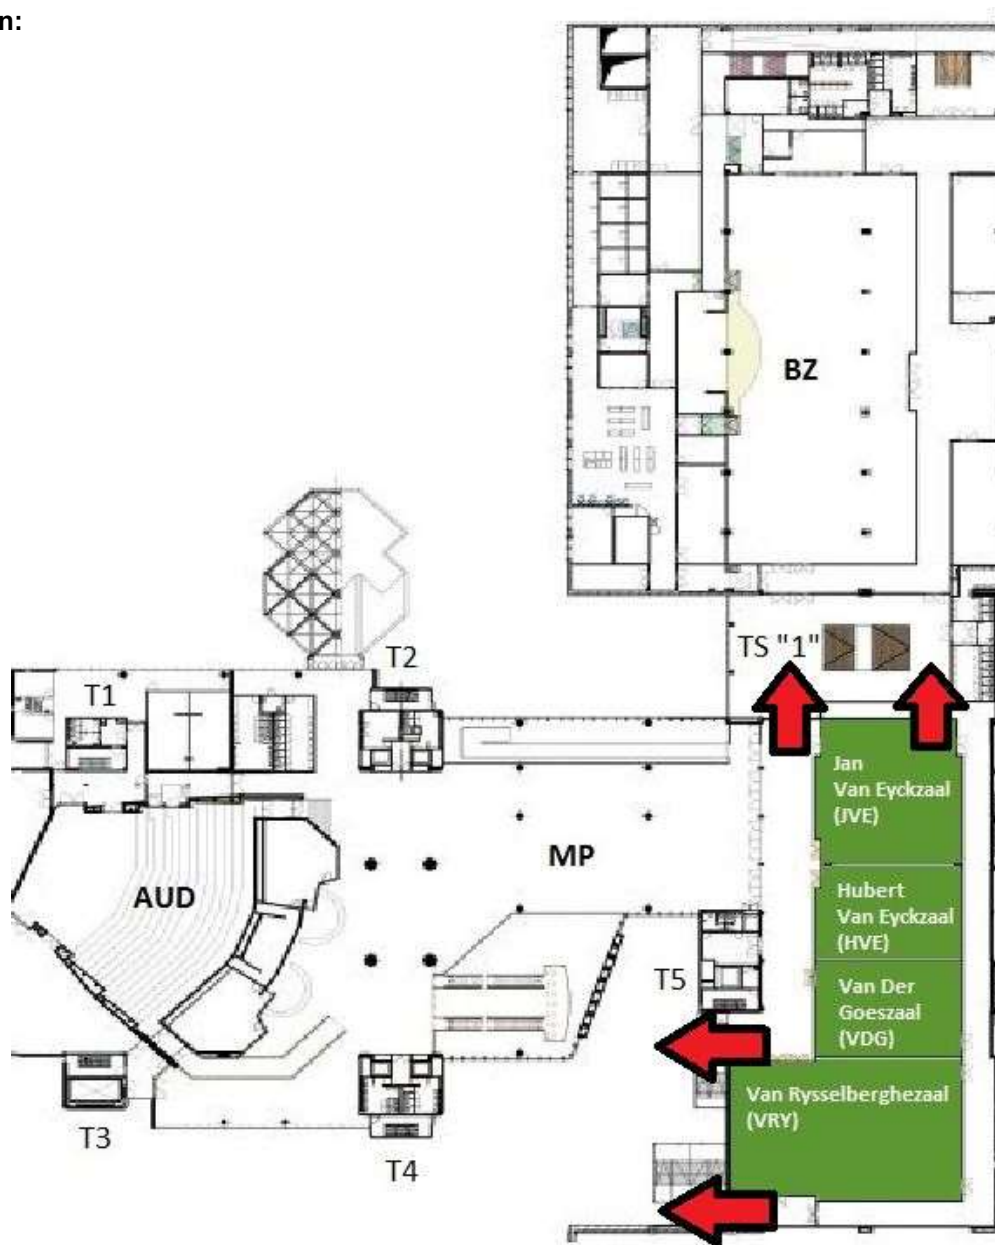 n:
BZ
TS "1"
T2
T1
Jan
Van Eyckzaal
(JVE)
MP
AUD
Hubert
Van Eyckzaal
(HVE)
T5
Van Der
Goeszaal
(VDG)
Van Rysselberghezaal
(VRY)
T3
T4